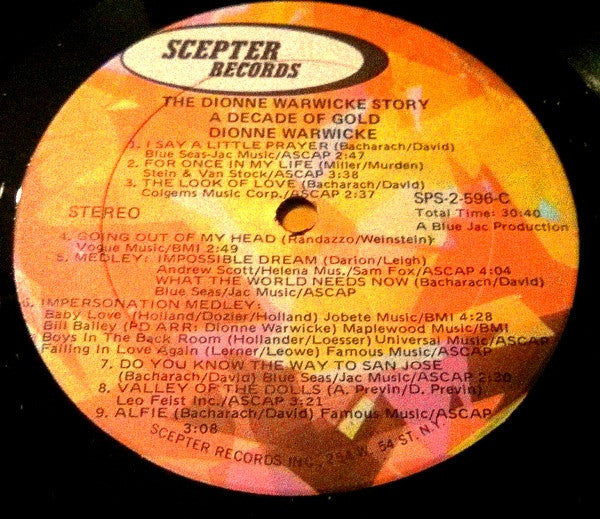 SCEPTER
RECORDS
THE DIONNE WARWICKE STORY
A DECADE OF GOLD
DIONNE WARWICKE
1. I SAY A LITTLE PRAYER (Bacharach/David)
Blue Seas-Jac Music/ASCAP 2:47
2. FOR ONCE IN MY LIFE (Miller/Murden)
Stein & Van Stock/ASCAP 3:38
3. THE LOOK OF LOVE (Bacharach/David)
Colgems Music Corp./ASCAP 2:37
STEREO
SPS-2-596-C
Total Time: 30:40
A Blue Jac Production
4. GOING OUT OF MY HEAD (Randazzo/Weinstein)
Vogue Music/BMI 2:49
5. MEDLEY: IMPOSSIBLE DREAM (Darion/Leigh)
Andrew Scott/Helena Mus./Sam Fox/ASCAP 4:04
WHAT THE WORLD NEEDS NOW (Bacharach/David)
Blue Seas/Jac Music/ASCAP
6. IMPERSONATION MEDLEY:
Baby Love (Holland/Dozier/Holland) Jobete Music/BMI 4:28
Bill Bailey (PD ARR: Dionne Warwicke) Maplewood Music/BMI
Boys In The Back Room (Hollander/Loesser) Universal Music/ASCAP
Falling In Love Again (Lerner/Leowe) Famous Music/ASCAP
7. DO YOU KNOW THE WAY TO SAN JOSE
(Bacharach/David) Blue Seas/Jac Music/ASCAP 2:20
8. VALLEY OF THE DOLLS (A. Previn/D. Previn)
Leo Feist Inc./ASCAP 3:21
9. ALFIE (Bacharach/David) Famous Music/ASCAP
3:08
SCEPTER RECORDS INC., 254 W. 54 ST. N.Y.